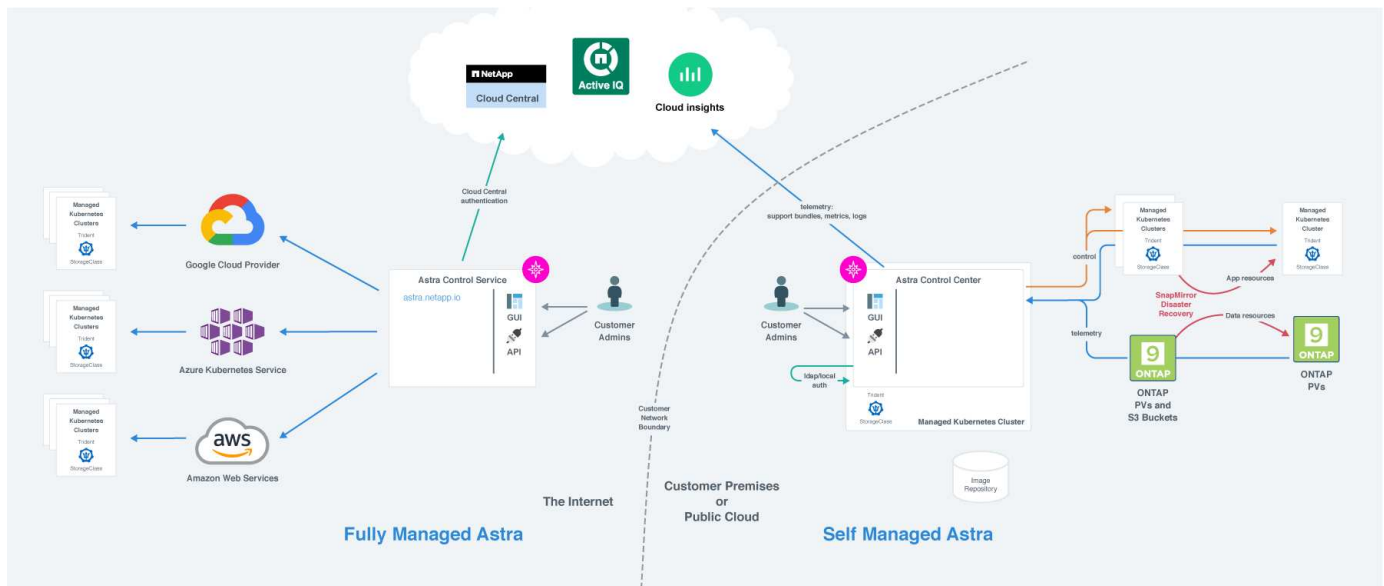 NetApp
Cloud Central
Active IQ
Cloud insights
Cloud Central
authentication
telemetry:
support bundles, metrics, logs
Managed
Kubernetes
Clusters
Trident
StorageClass
Google Cloud Provider
Managed
Kubernetes
Clusters
Trident
StorageClass
Azure Kubernetes Service
Managed
Kubernetes
Clusters
Trident
StorageClass
aws
Amazon Web Services
Astra Control Service
astra.netapp.io
GUI
API
Customer
Admins
Customer
Network
Boundary
The Internet
Fully Managed Astra
Customer Premises
or
Public Cloud
Self Managed Astra
Customer
Admins
Astra Control Center
GUI
API
ldap/local
auth
Trident
StorageClass
Managed Kubernetes Cluster
Image
Repository
control
telemetry
Managed
Kubernetes
Clusters
Trident
StorageClass
Managed
Kubernetes
Cluster
Trident
StorageClass
App resources
SnapMirror
Disaster
Recovery
Data resources
9
ONTAP
ONTAP
PVs and
S3 Buckets
9
ONTAP
ONTAP
PVs